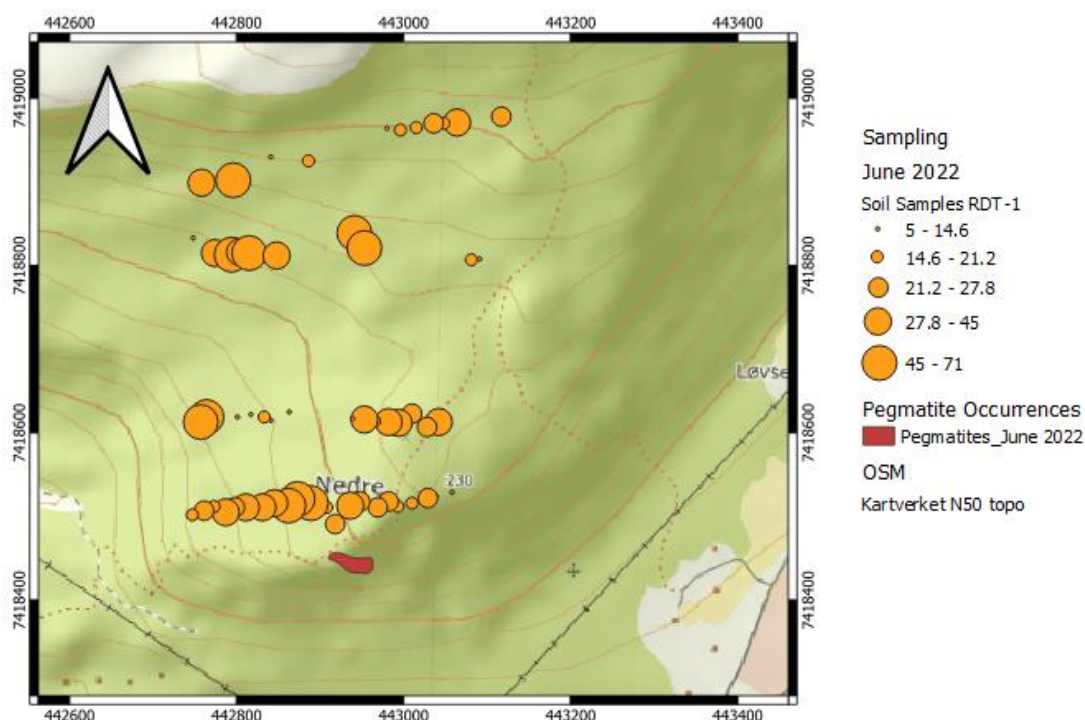 442600 442800 443000 443200 443400
7419000 7419000
7418800 7418800
7418600 7418600
7418400 7418400
Løvse
Nedre
230
442600 442800 443000 443200 443400
Sampling
June 2022
Soil Samples RDT-1
5 - 14.6
14.6 - 21.2
21.2 - 27.8
27.8 - 45
45 - 71
Pegmatite Occurrences
Pegmatites_June 2022
OSM
Kartverket N50 topo